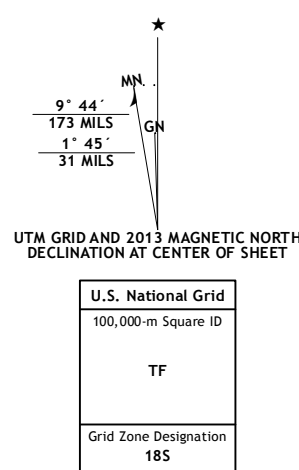 ★
MN
9° 44´
173 MILS
GN
1° 45´
31 MILS
UTM GRID AND 2013 MAGNETIC NORTH
DECLINATION AT CENTER OF SHEET
U.S. National Grid
100,000-m Square ID
TF
Grid Zone Designation
18S